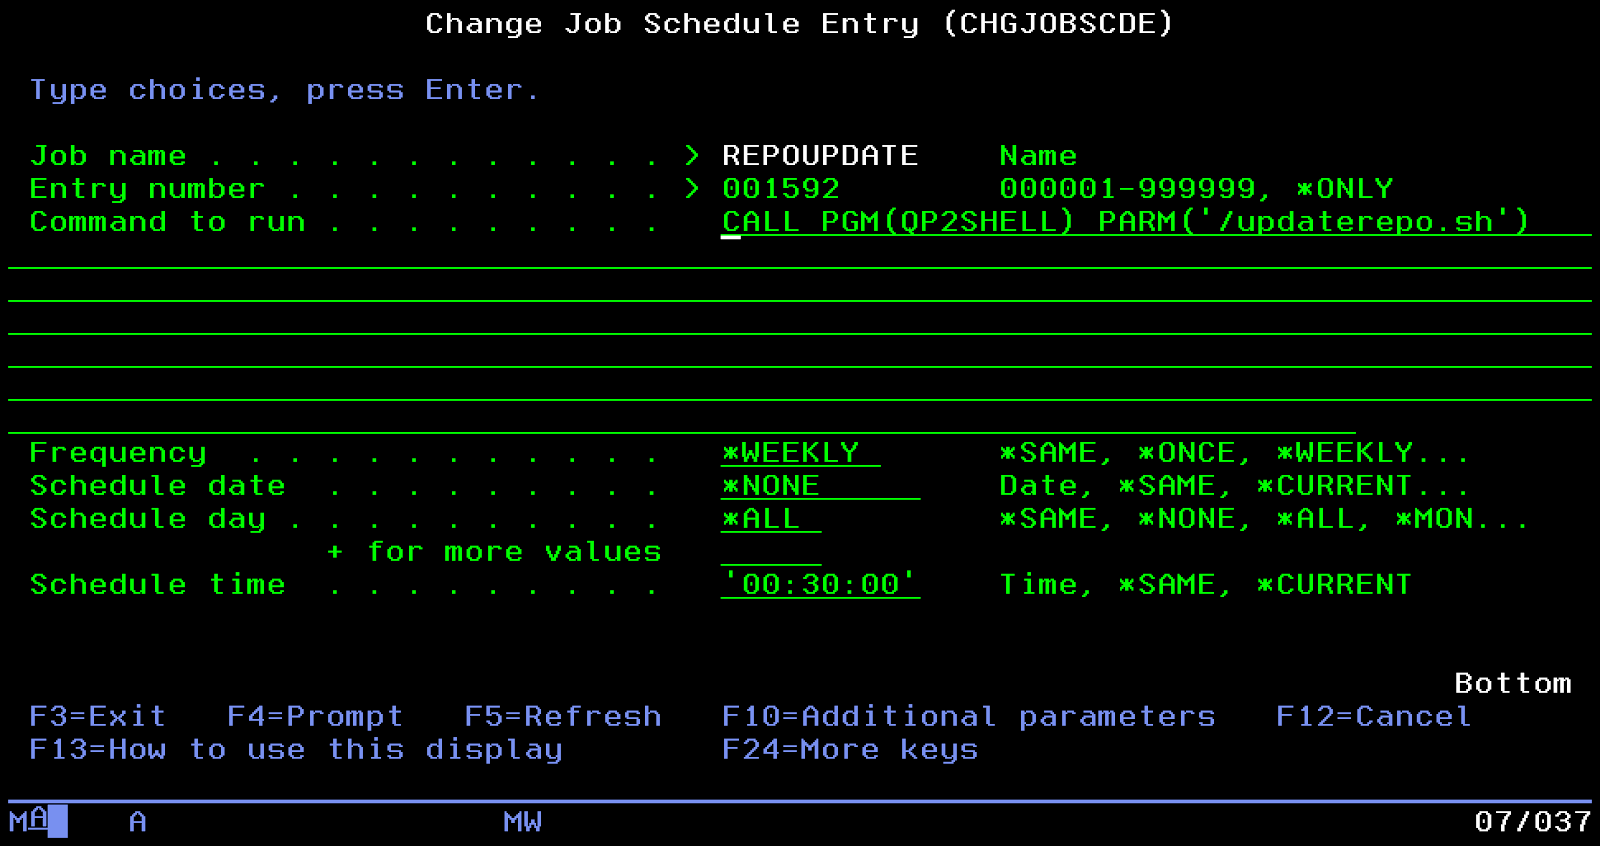 Change Job Schedule Entry (CHGJOBSCDE)
Type choices, press Enter.
Job name . . . . . . . . . . . . > REPOUPDATE Name
Entry number . . . . . . . . . . > 001592 000001-999999, *ONLY
Command to run . . . . . . . . . CALL PGM(QP2SHELL) PARM('/updaterepo.sh')
Frequency . . . . . . . . . . . *WEEKLY *SAME, *ONCE, *WEEKLY...
Schedule date . . . . . . . . . *NONE Date, *SAME, *CURRENT...
Schedule day . . . . . . . . . . *ALL *SAME, *NONE, *ALL, *MON...
+ for more values
Schedule time . . . . . . . . . '00:30:00' Time, *SAME, *CURRENT
Bottom
F3=Exit F4=Prompt F5=Refresh F10=Additional parameters F12=Cancel
F13=How to use this display F24=More keys
MA A MW 07/037